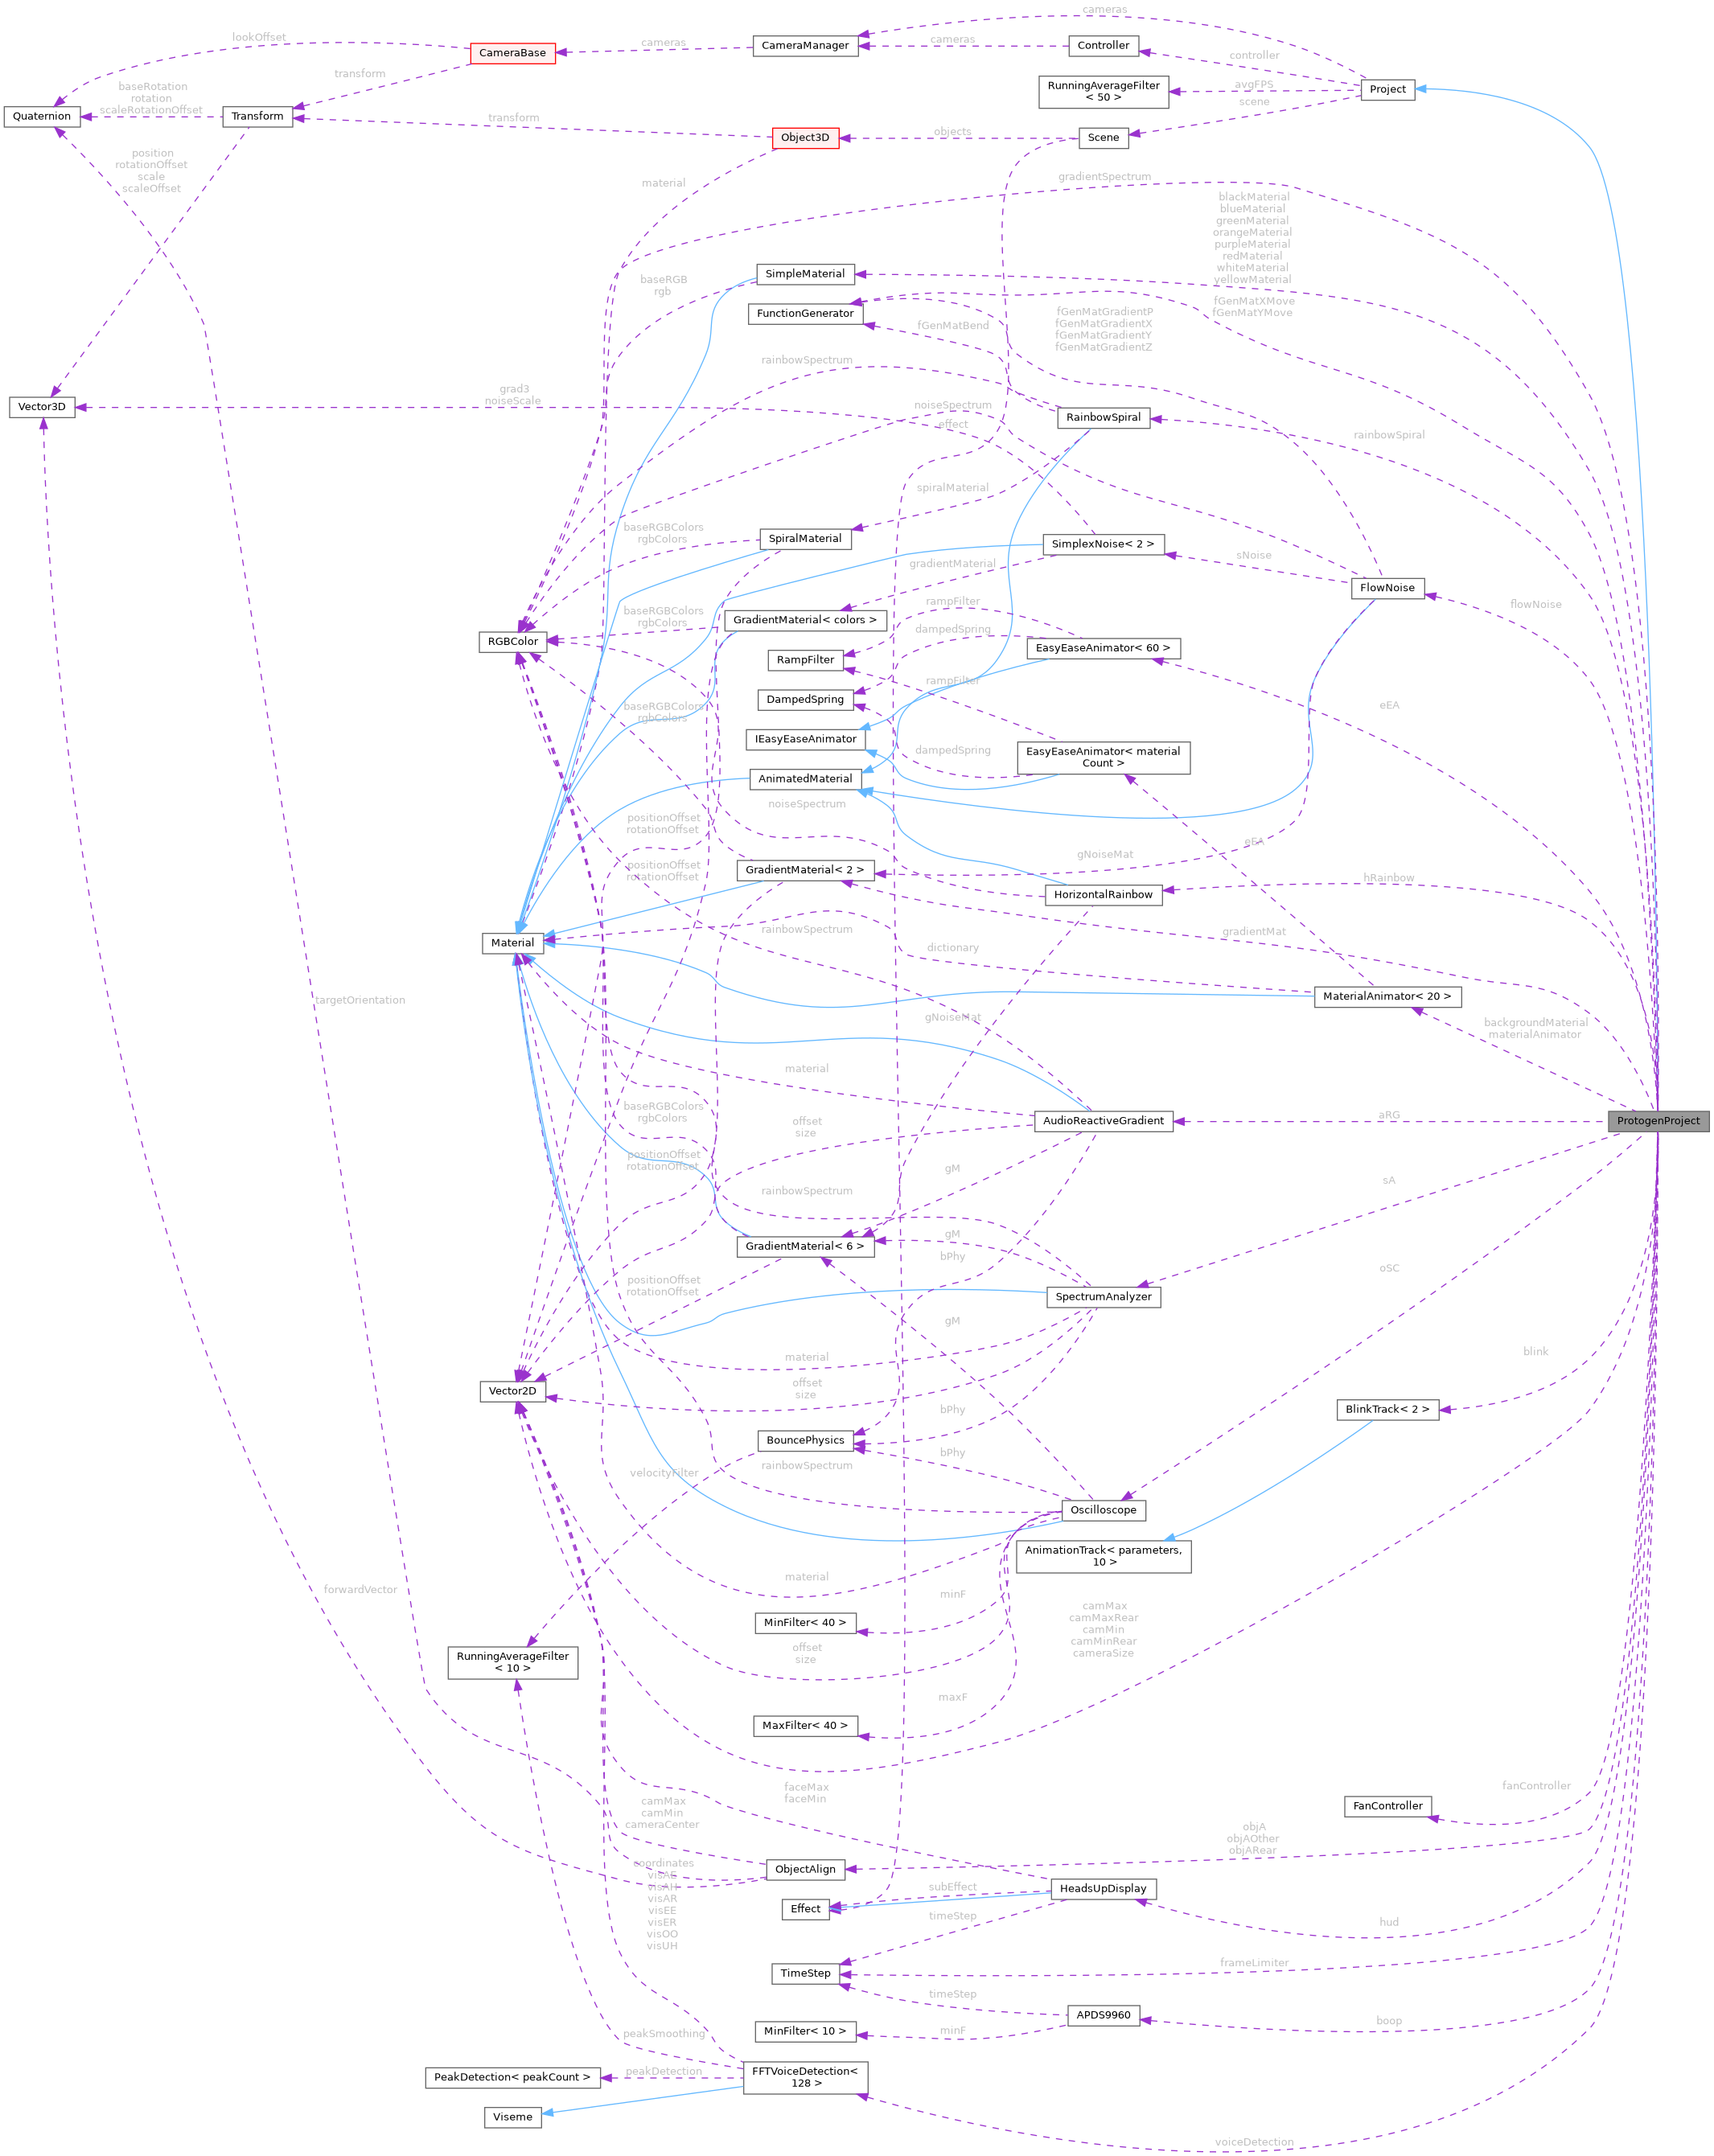 cameras
lookOffset
cameras
cameras
CameraBase
CameraManager
Controller
controller
transform
baseRotation
rotation
scaleRotationOffset
RunningAverageFilter
< 50 >
avgFPS
Project
scene
Quaternion
Transform
transform
Object3D
objects
Scene
position
rotationOffset
scale
scaleOffset
material
gradientSpectrum
blackMaterial
blueMaterial
greenMaterial
orangeMaterial
purpleMaterial
redMaterial
whiteMaterial
yellowMaterial
baseRGB
rgb
SimpleMaterial
FunctionGenerator
fGenMatXMove
fGenMatYMove
fGenMatBend
fGenMatGradientP
fGenMatGradientX
fGenMatGradientY
fGenMatGradientZ
rainbowSpectrum
grad3
noiseScale
Vector3D
noiseSpectrum
effect
RainbowSpiral
rainbowSpiral
spiralMaterial
baseRGBColors
rgbColors
SpiralMaterial
SimplexNoise< 2 >
sNoise
gradientMaterial
FlowNoise
flowNoise
baseRGBColors
rgbColors
GradientMaterial< colors >
rampFilter
dampedSpring
RGBColor
RampFilter
EasyEaseAnimator< 60 >
rampFilter
DampedSpring
eEA
baseRGBColors
rgbColors
IEasyEaseAnimator
dampedSpring
EasyEaseAnimator< material
Count >
AnimatedMaterial
noiseSpectrum
positionOffset
rotationOffset
eEA
gNoiseMat
positionOffset
rotationOffset
GradientMaterial< 2 >
hRainbow
HorizontalRainbow
rainbowSpectrum
gradientMat
Material
dictionary
MaterialAnimator< 20 >
targetOrientation
gNoiseMat
backgroundMaterial
materialAnimator
material
baseRGBColors
rgbColors
offset
size
AudioReactiveGradient
aRG
ProtogenProject
positionOffset
rotationOffset
gM
rainbowSpectrum
sA
GradientMaterial< 6 >
gM
bPhy
oSC
positionOffset
rotationOffset
SpectrumAnalyzer
gM
material
blink
offset
size
Vector2D
bPhy
BlinkTrack< 2 >
BouncePhysics
bPhy
velocityFilter
rainbowSpectrum
Oscilloscope
AnimationTrack< parameters,
10 >
forwardVector
material
minF
camMax
camMaxRear
camMin
camMinRear
cameraSize
MinFilter< 40 >
offset
size
RunningAverageFilter
< 10 >
maxF
MaxFilter< 40 >
faceMax
faceMin
fanController
camMax
camMin
cameraCenter
FanController
objA
objAOther
objARear
coordinates
visAE
visAH
visAR
visEE
visER
visOO
visUH
ObjectAlign
subEffect
HeadsUpDisplay
Effect
timeStep
hud
frameLimiter
TimeStep
timeStep
APDS9960
boop
MinFilter< 10 >
minF
peakSmoothing
PeakDetection< peakCount >
peakDetection
FFTVoiceDetection<
128 >
Viseme
voiceDetection